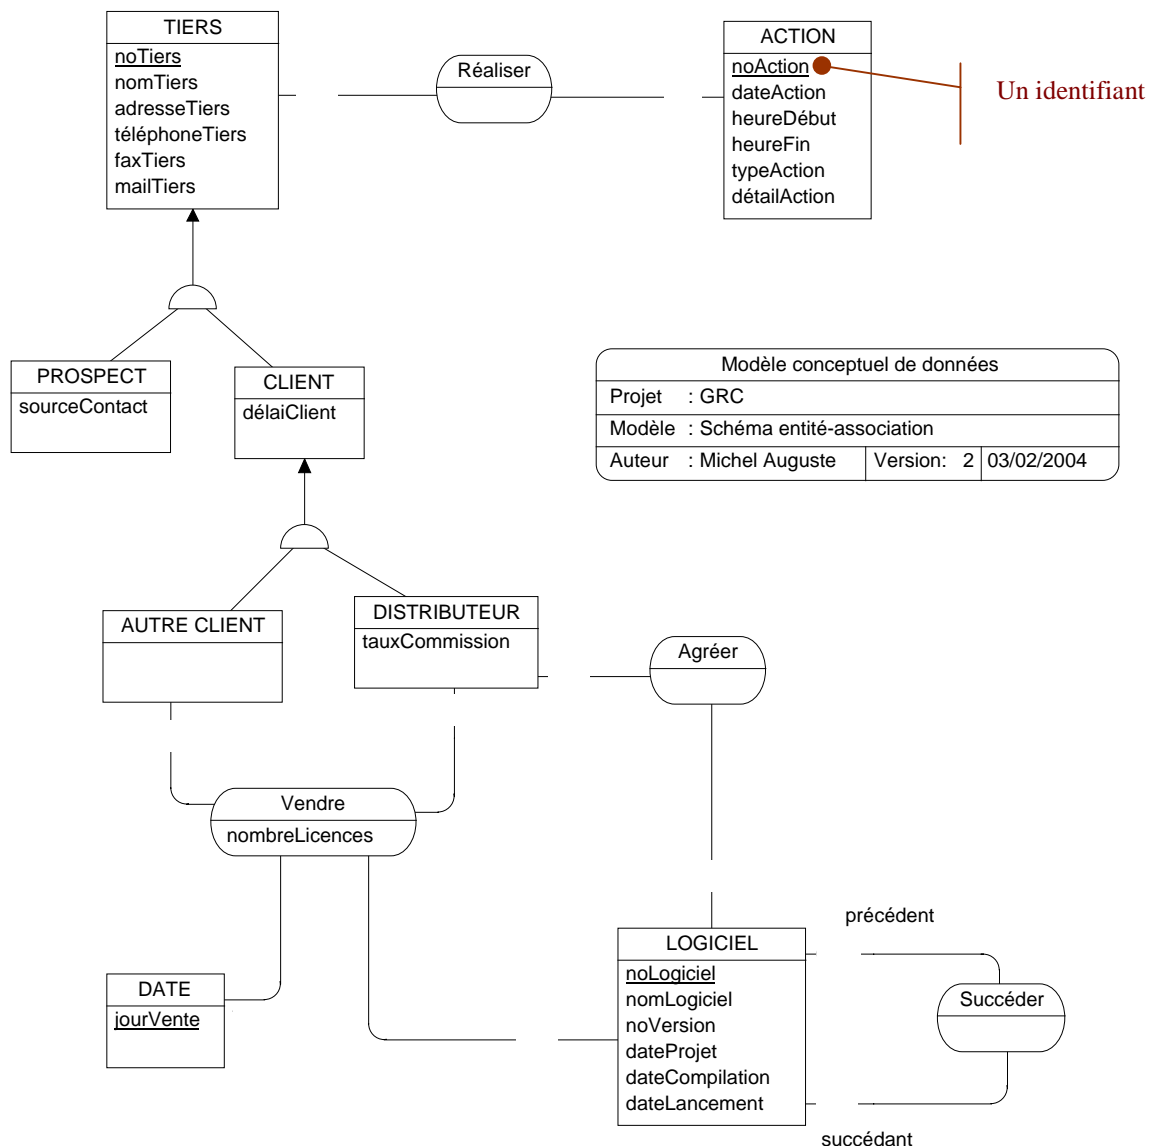 TIERS
noTiers
nomTiers
adresseTiers
téléphoneTiers
faxTiers
mailTiers
Réaliser
ACTION
noAction
dateAction
heureDébut
heureFin
typeAction
détailAction
Un identifiant
PROSPECT
sourceContact
CLIENT
délaiClient
Modèle conceptuel de données
Projet : GRC
Modèle : Schéma entité-association
Auteur : Michel Auguste Version: 2 03/02/2004
AUTRE CLIENT
DISTRIBUTEUR
tauxCommission
Agréer
Vendre
nombreLicences
DATE
jourVente
LOGICIEL
noLogiciel
nomLogiciel
noVersion
dateProjet
dateCompilation
dateLancement
précédent
Succéder
succédant